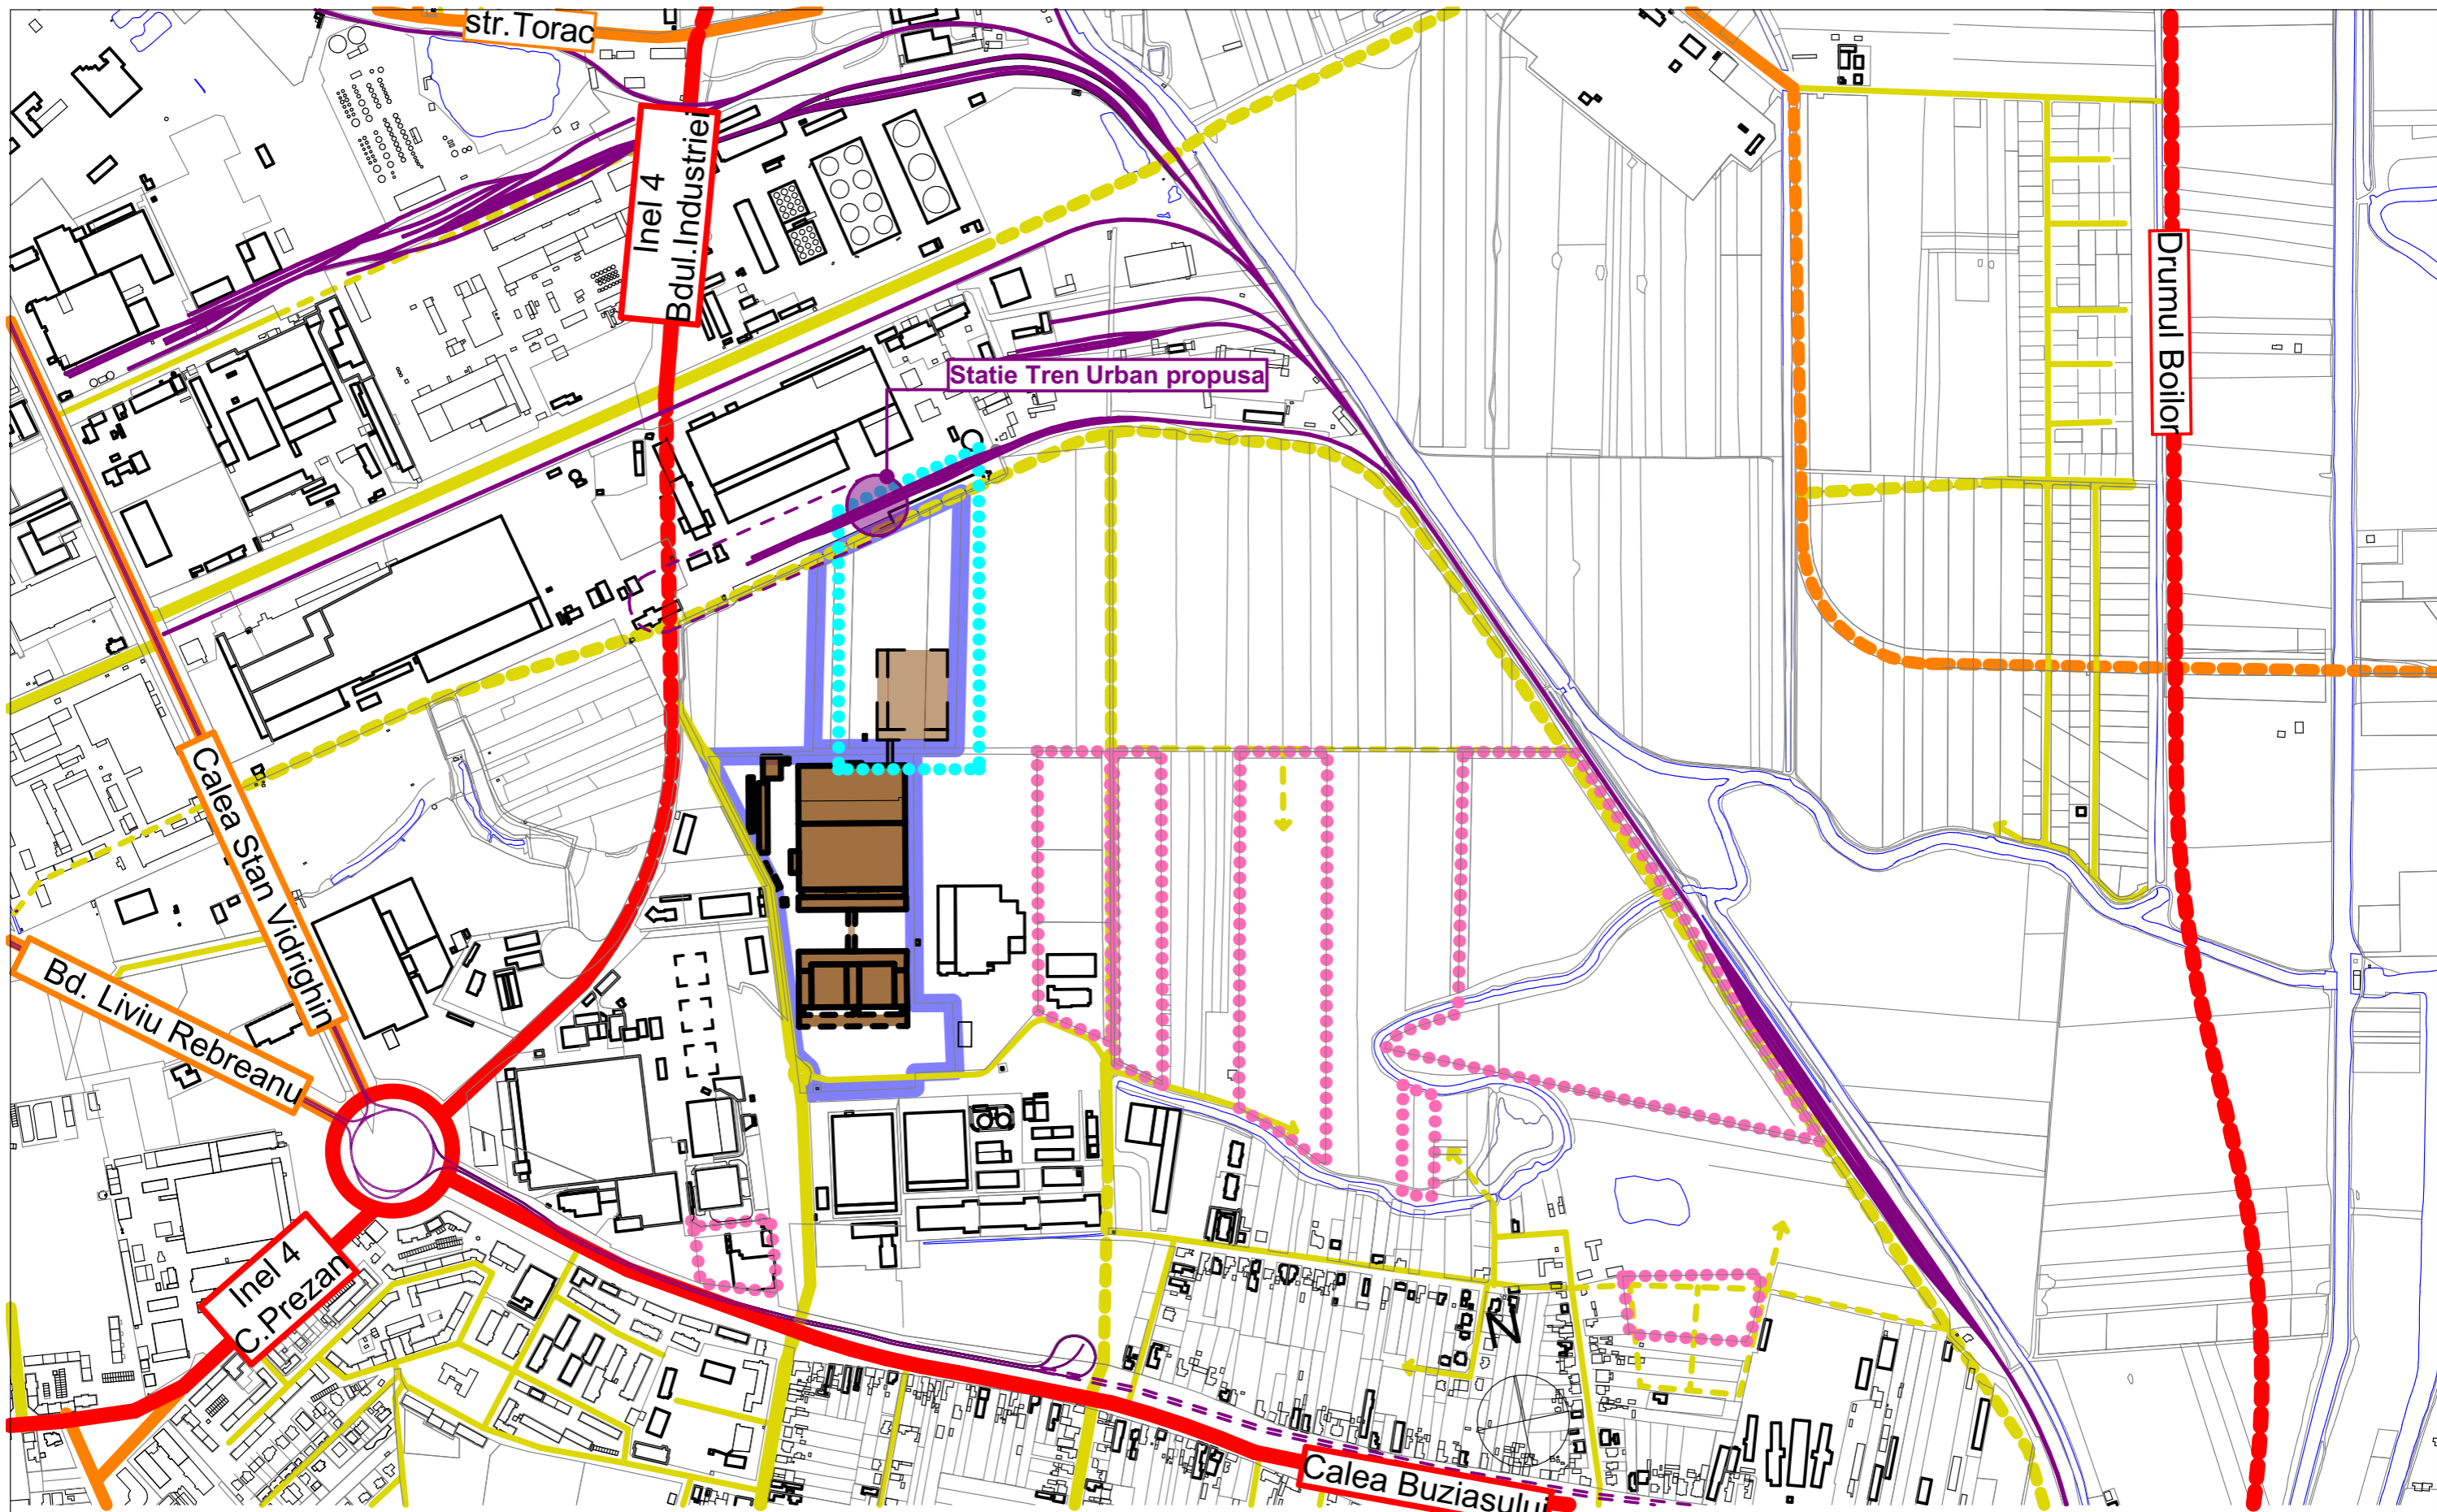 str.Torac
Inel 4
Bdul.Industriei
Drumul Boilor
Statie Tren Urban propusa
Calea Stan Vidrighin
Bd. Liviu Rebreanu
Inel 4
C.Prezan
Calea Buziasului